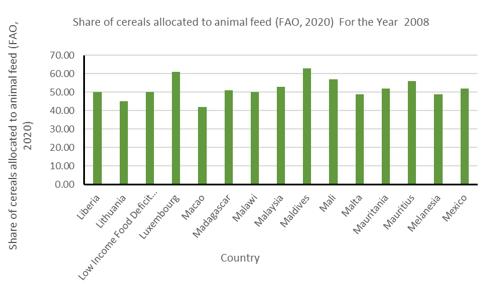 Share of cereals allocated to animal feed (FAO, 2020)  For the Year  2008
Share of cereals allocated to animal feed (FAO,
2020)
70.00
60.00
50.00
40.00
30.00
20.00
10.00
0.00
Liberia
Lithuania
Low Income Food Deficit...
Luxembourg
Macao
Madagascar
Malawi
Malaysia
Maldives
Mali
Malta
Mauritania
Mauritius
Melanesia
Mexico
Country